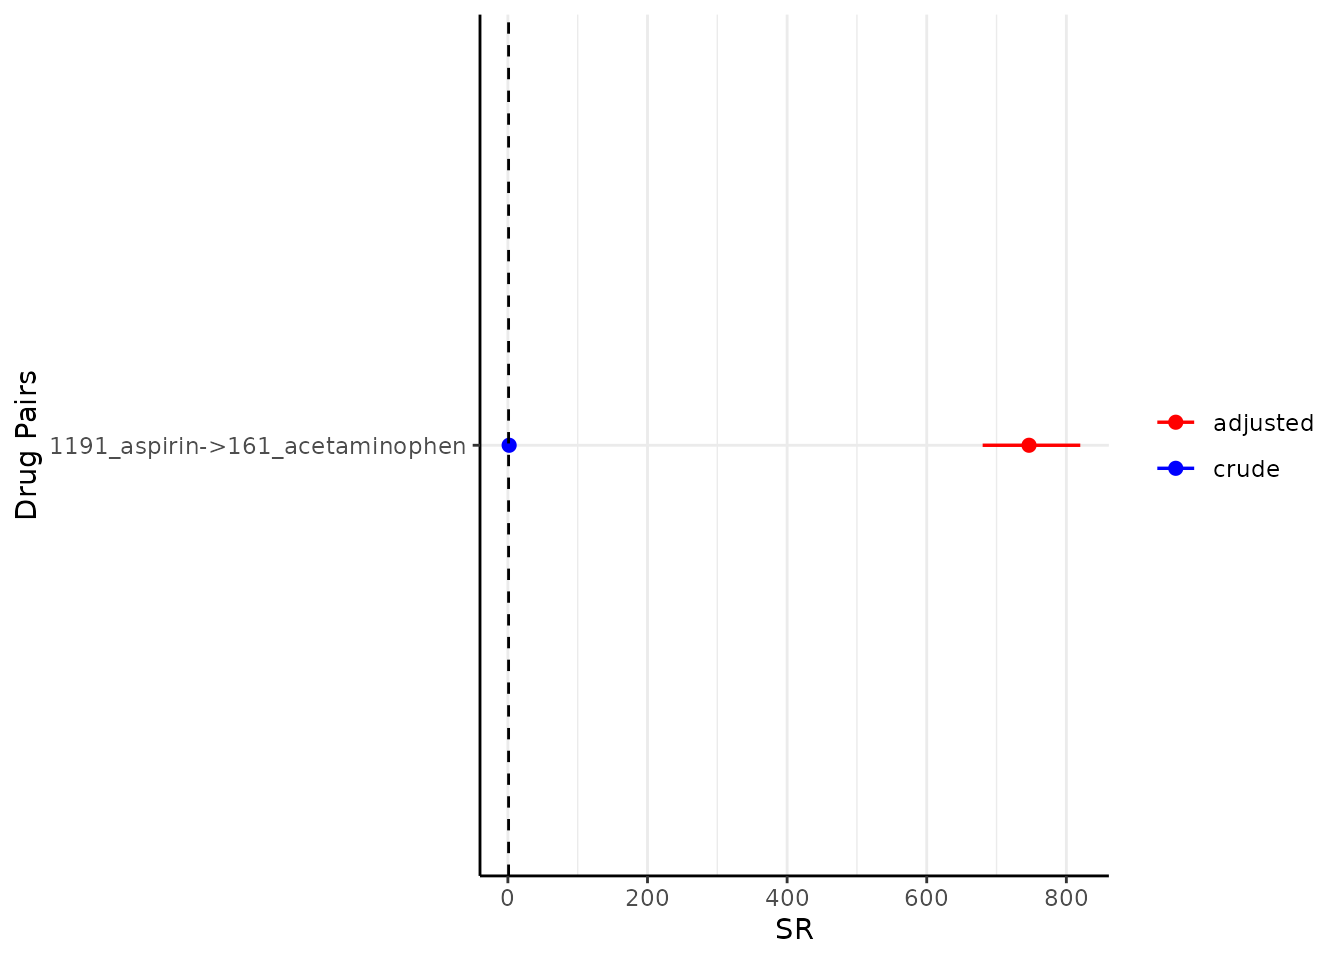 Drug Pairs
1191_aspirin->161_acetaminophen
0 200 400 600 800
SR
adjusted
crude